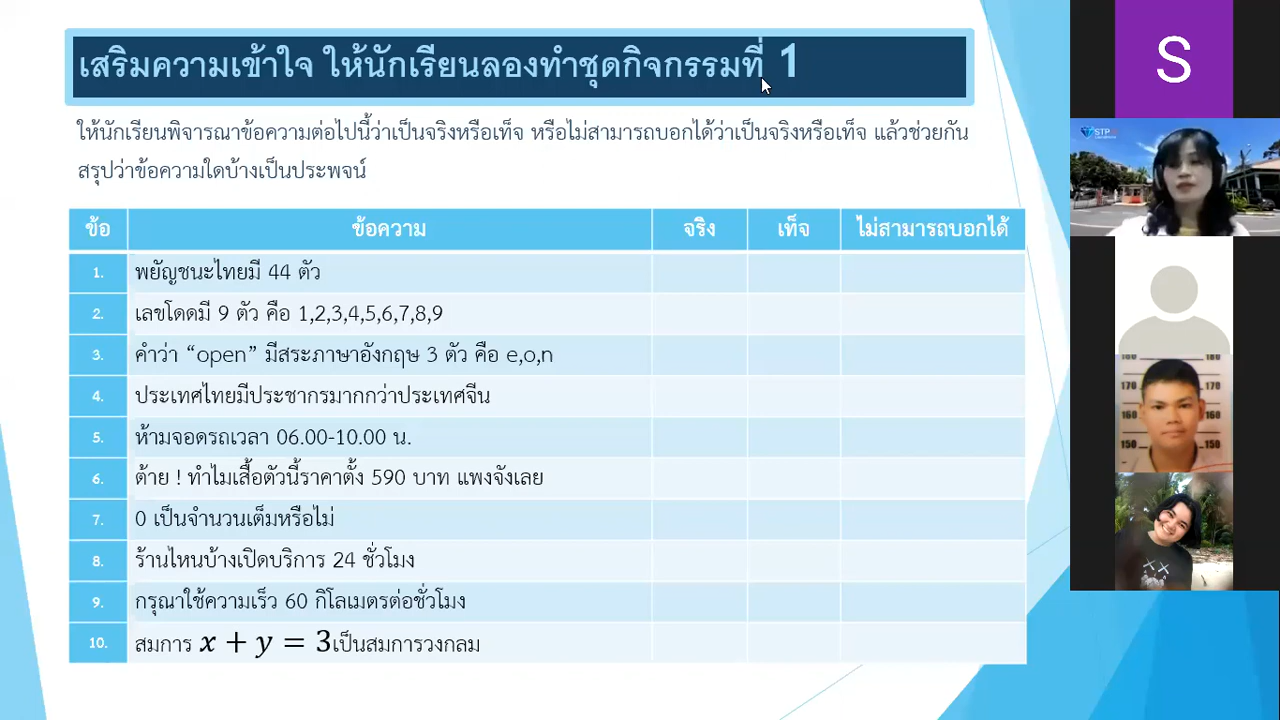 เสริมความเข้าใจ ให้นักเรียนลองทำชุดกิจกรรมที่ 1
ให้นักเรียนพิจารณาข้อความต่อไปนี้ว่าเป็นจริงหรือเท็จ หรือไม่สามารถบอกได้ว่าเป็นจริงหรือเท็จ แล้วช่วยกัน
สรุปว่าข้อความใดบ้างเป็นประพจน์
ข้อ ข้อความ จริง เท็จ ไม่สามารถบอกได้
1. พยัญชนะไทยมี 44 ตัว
2. เลขโดดมี 9 ตัว คือ 1,2,3,4,5,6,7,8,9
3. คำว่า “open” มีสระภาษาอังกฤษ 3 ตัว คือ e,o,n
4. ประเทศไทยมีประชากรมากกว่าประเทศจีน
5. ห้ามจอดรถเวลา 06.00-10.00 น.
6. ต้าย ! ทำไมเสื้อตัวนี้ราคาตั้ง 590 บาท แพงจังเลย
7. 0 เป็นจำนวนเต็มหรือไม่
8. ร้านไหนบ้างเปิดบริการ 24 ชั่วโมง
9. กรุณาใช้ความเร็ว 60 กิโลเมตรต่อชั่วโมง
10. สมการ x + y = 3เป็นสมการวงกลม
S
STP
180 180
170 170
160 160
150 150